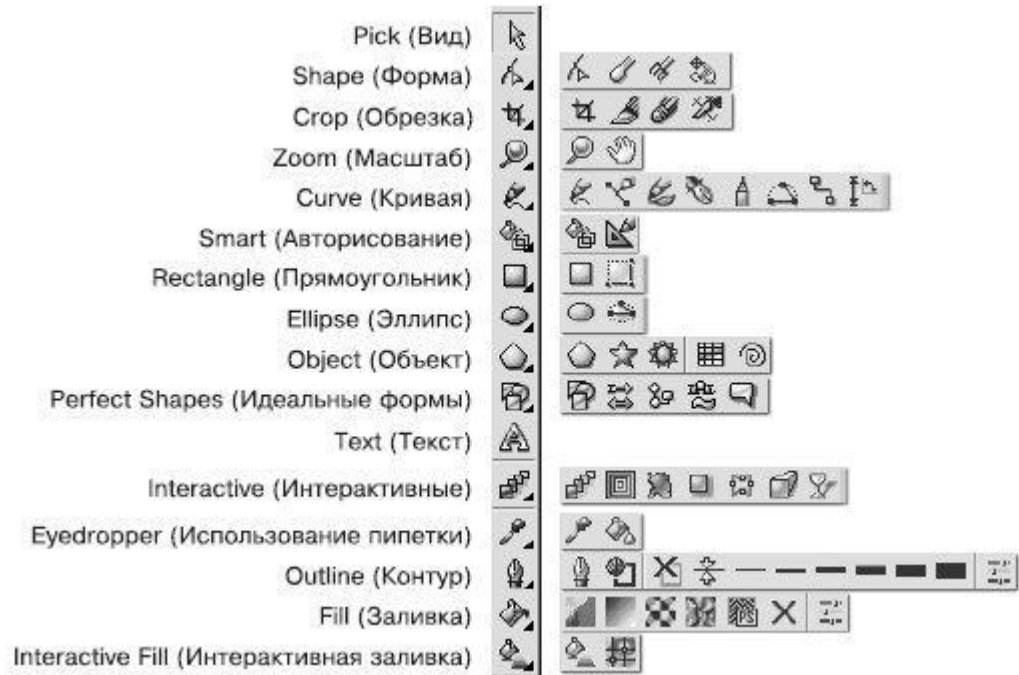 Pick (Вид)
Shape (Форма)
Crop (Обрезка)
Zoom (Масштаб)
Curve (Кривая)
Smart (Авторисование)
Rectangle (Прямоугольник)
Ellipse (Эллипс)
Object (Объект)
Perfect Shapes (Идеальные формы)
Text (Текст)
Interactive (Интерактивные)
Eyedropper (Использование пипетки)
Outline (Контур)
Fill (Заливка)
PS
Interactive Fill (Интерактивная заливка)